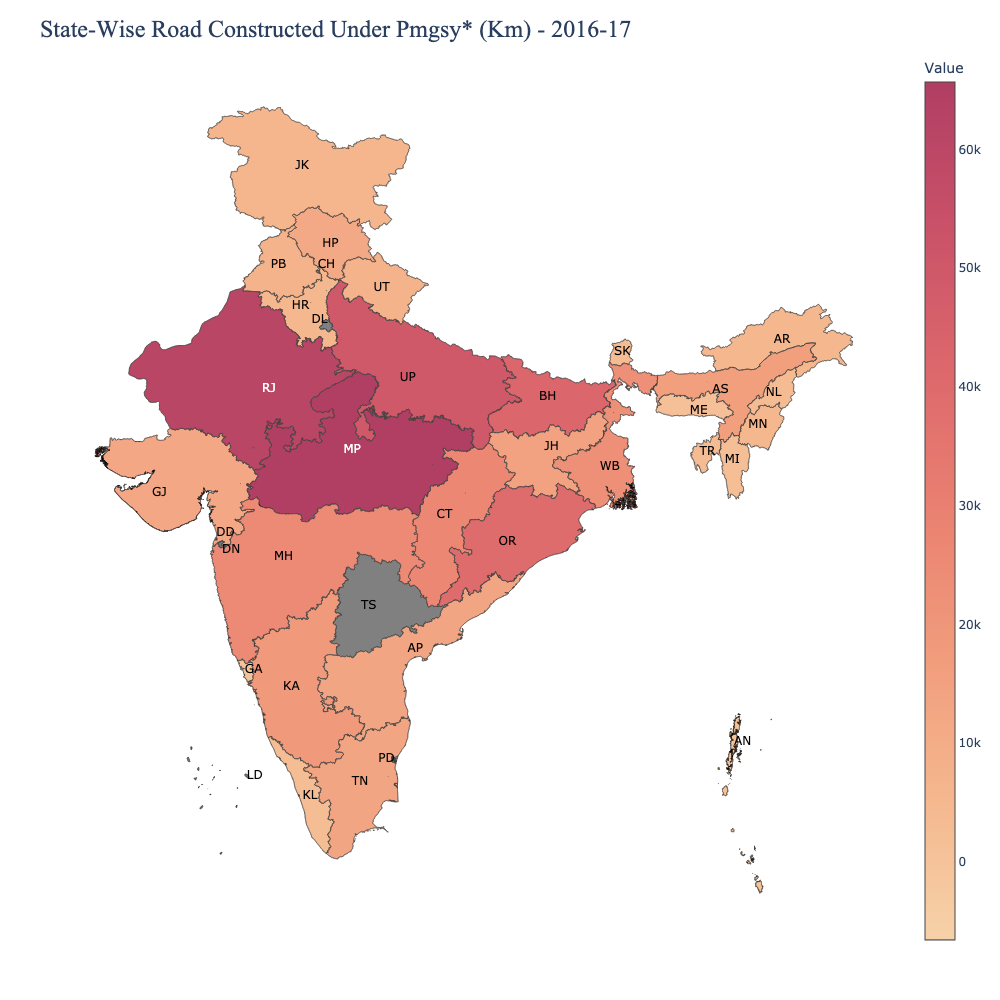 State-Wise Road Constructed Under Pmgsy* (Km) - 2016-17
Value
60k
50k
40k
30k
20k
10k
0
JK
HP
CH
PB
UT
HR
DL
RJ
UP
BH
SK
AR
AS
NL
ME
MN
TR
MI
MP
JH
WB
GJ
CT
OR
DD
DN
MH
TS
AP
GA
KA
PD
TN
LD
KL
AN